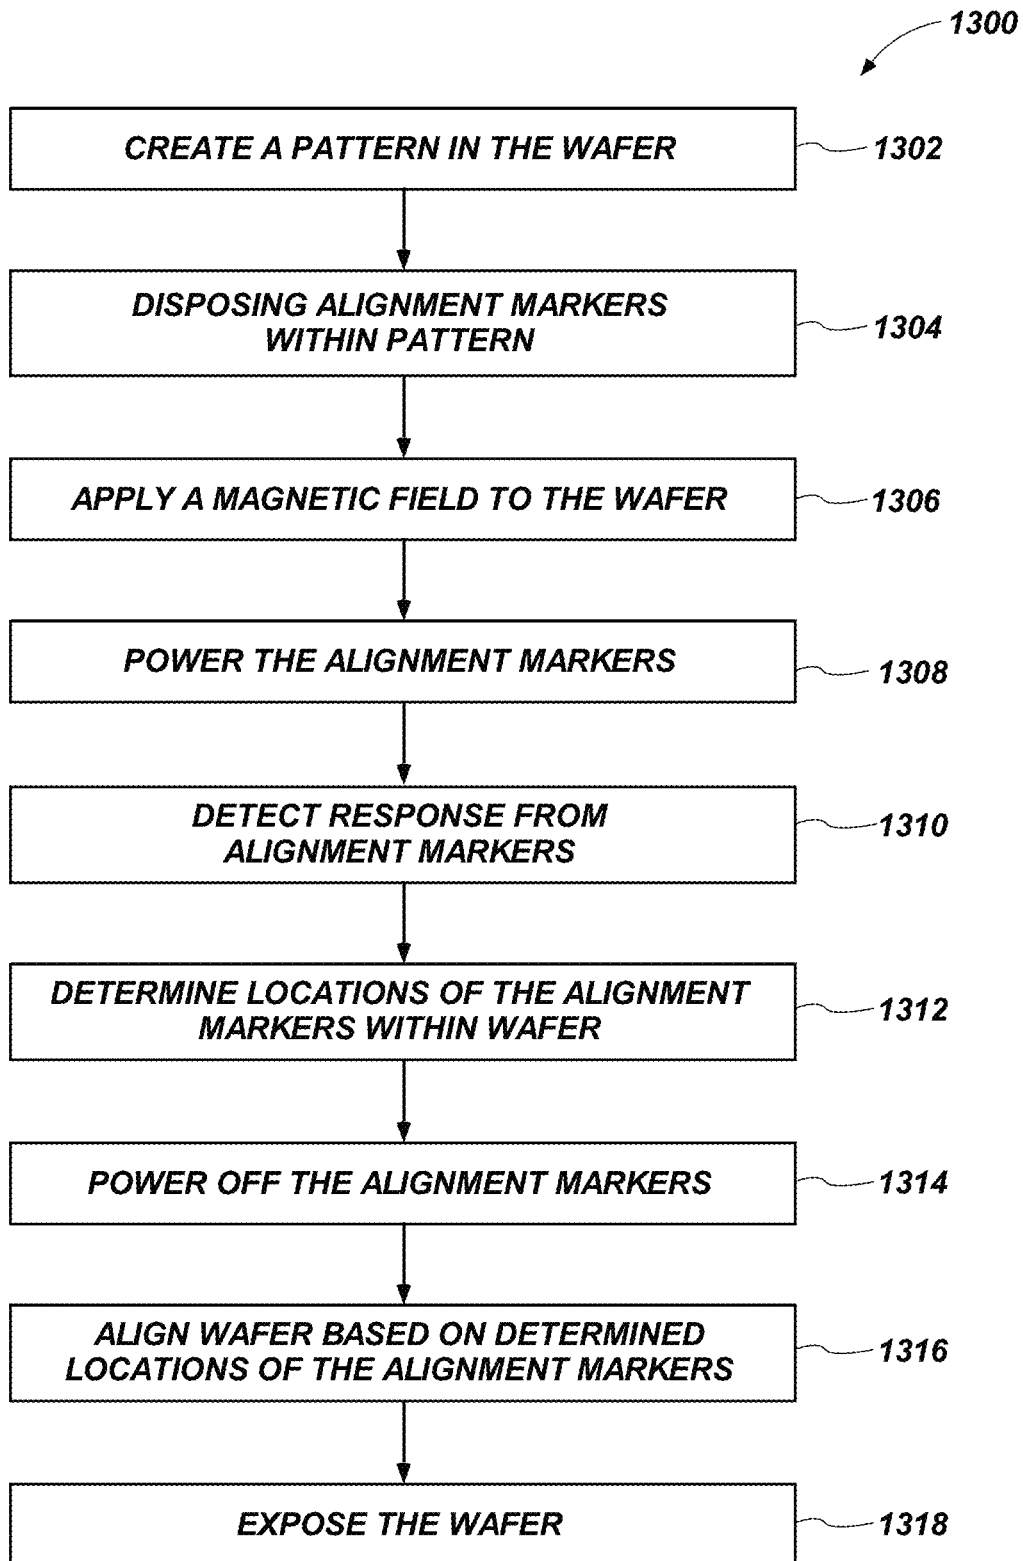 1300
CREATE A PATTERN IN THE WAFER
1302
DISPOSING ALIGNMENT MARKERS
WITHIN PATTERN
1304
APPLY A MAGNETIC FIELD TO THE WAFER
1306
POWER THE ALIGNMENT MARKERS
1308
DETECT RESPONSE FROM
ALIGNMENT MARKERS
1310
DETERMINE LOCATIONS OF THE ALIGNMENT
MARKERS WITHIN WAFER
1312
POWER OFF THE ALIGNMENT MARKERS
1314
ALIGN WAFER BASED ON DETERMINED
LOCATIONS OF THE ALIGNMENT MARKERS
1316
EXPOSE THE WAFER
1318